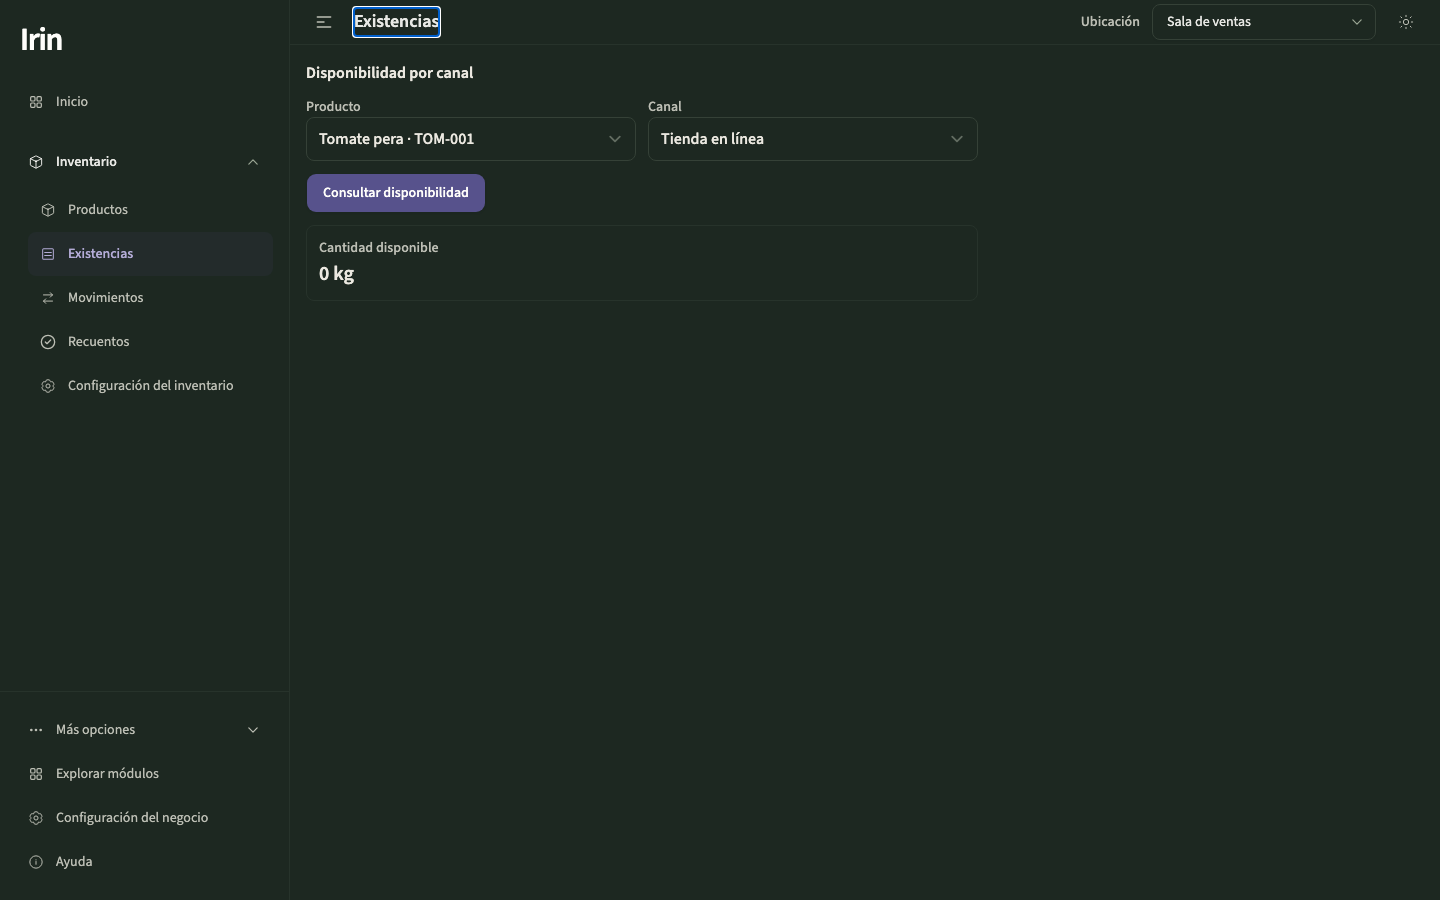 Irin
Inicio
Inventario
Productos
Existencias
Movimientos
Recuentos
Configuración del inventario
Más opciones
Explorar módulos
Configuración del negocio
Ayuda
Existencias
Ubicación
Sala de ventas
Disponibilidad por canal
Producto
Canal
Tomate pera · TOM-001
Tienda en línea
Consultar disponibilidad
Cantidad disponible
0 kg